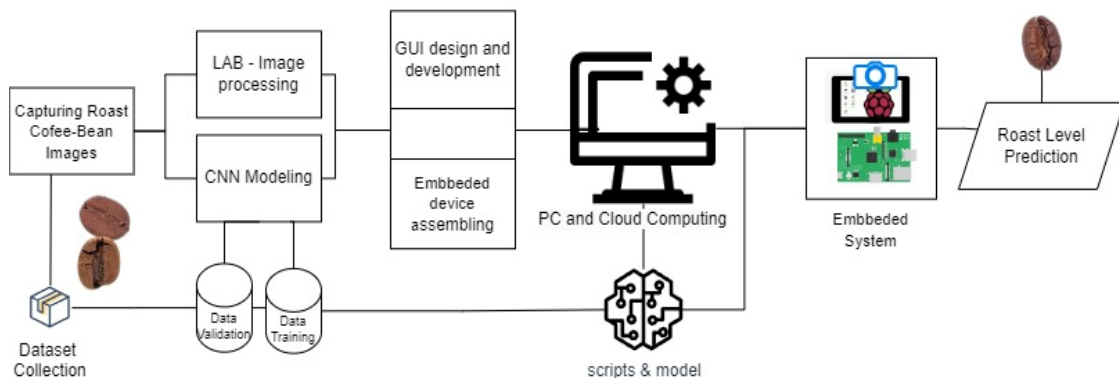 Capturing Roast
Cofee-Bean
Images
LAB - Image
processing
CNN Modeling
GUI design and
development
Embbeded
device
assembling
PC and Cloud Computing
Embbeded
System
Roast Level
Prediction
Dataset
Collection
Data
Validation
Data
Training
scripts & model